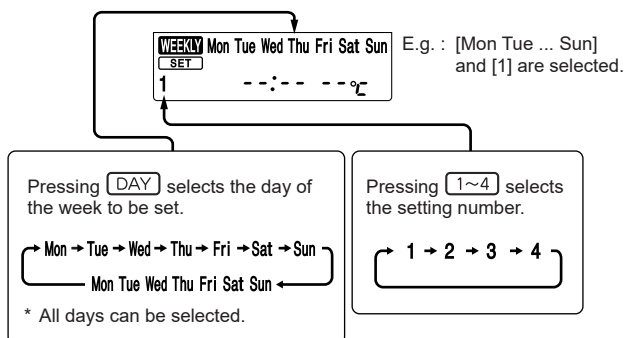 WEEKLY Mon Tue Wed Thu Fri Sat Sun
SET
1 --:-- --°C
E.g. : [Mon Tue ... Sun]
and [1] are selected.
Pressing DAY selects the day of
the week to be set.
Mon → Tue → Wed → Thu → Fri → Sat → Sun
Mon Tue Wed Thu Fri Sat Sun
* All days can be selected.
Pressing 1~4 selects
the setting number.
1 → 2 → 3 → 4